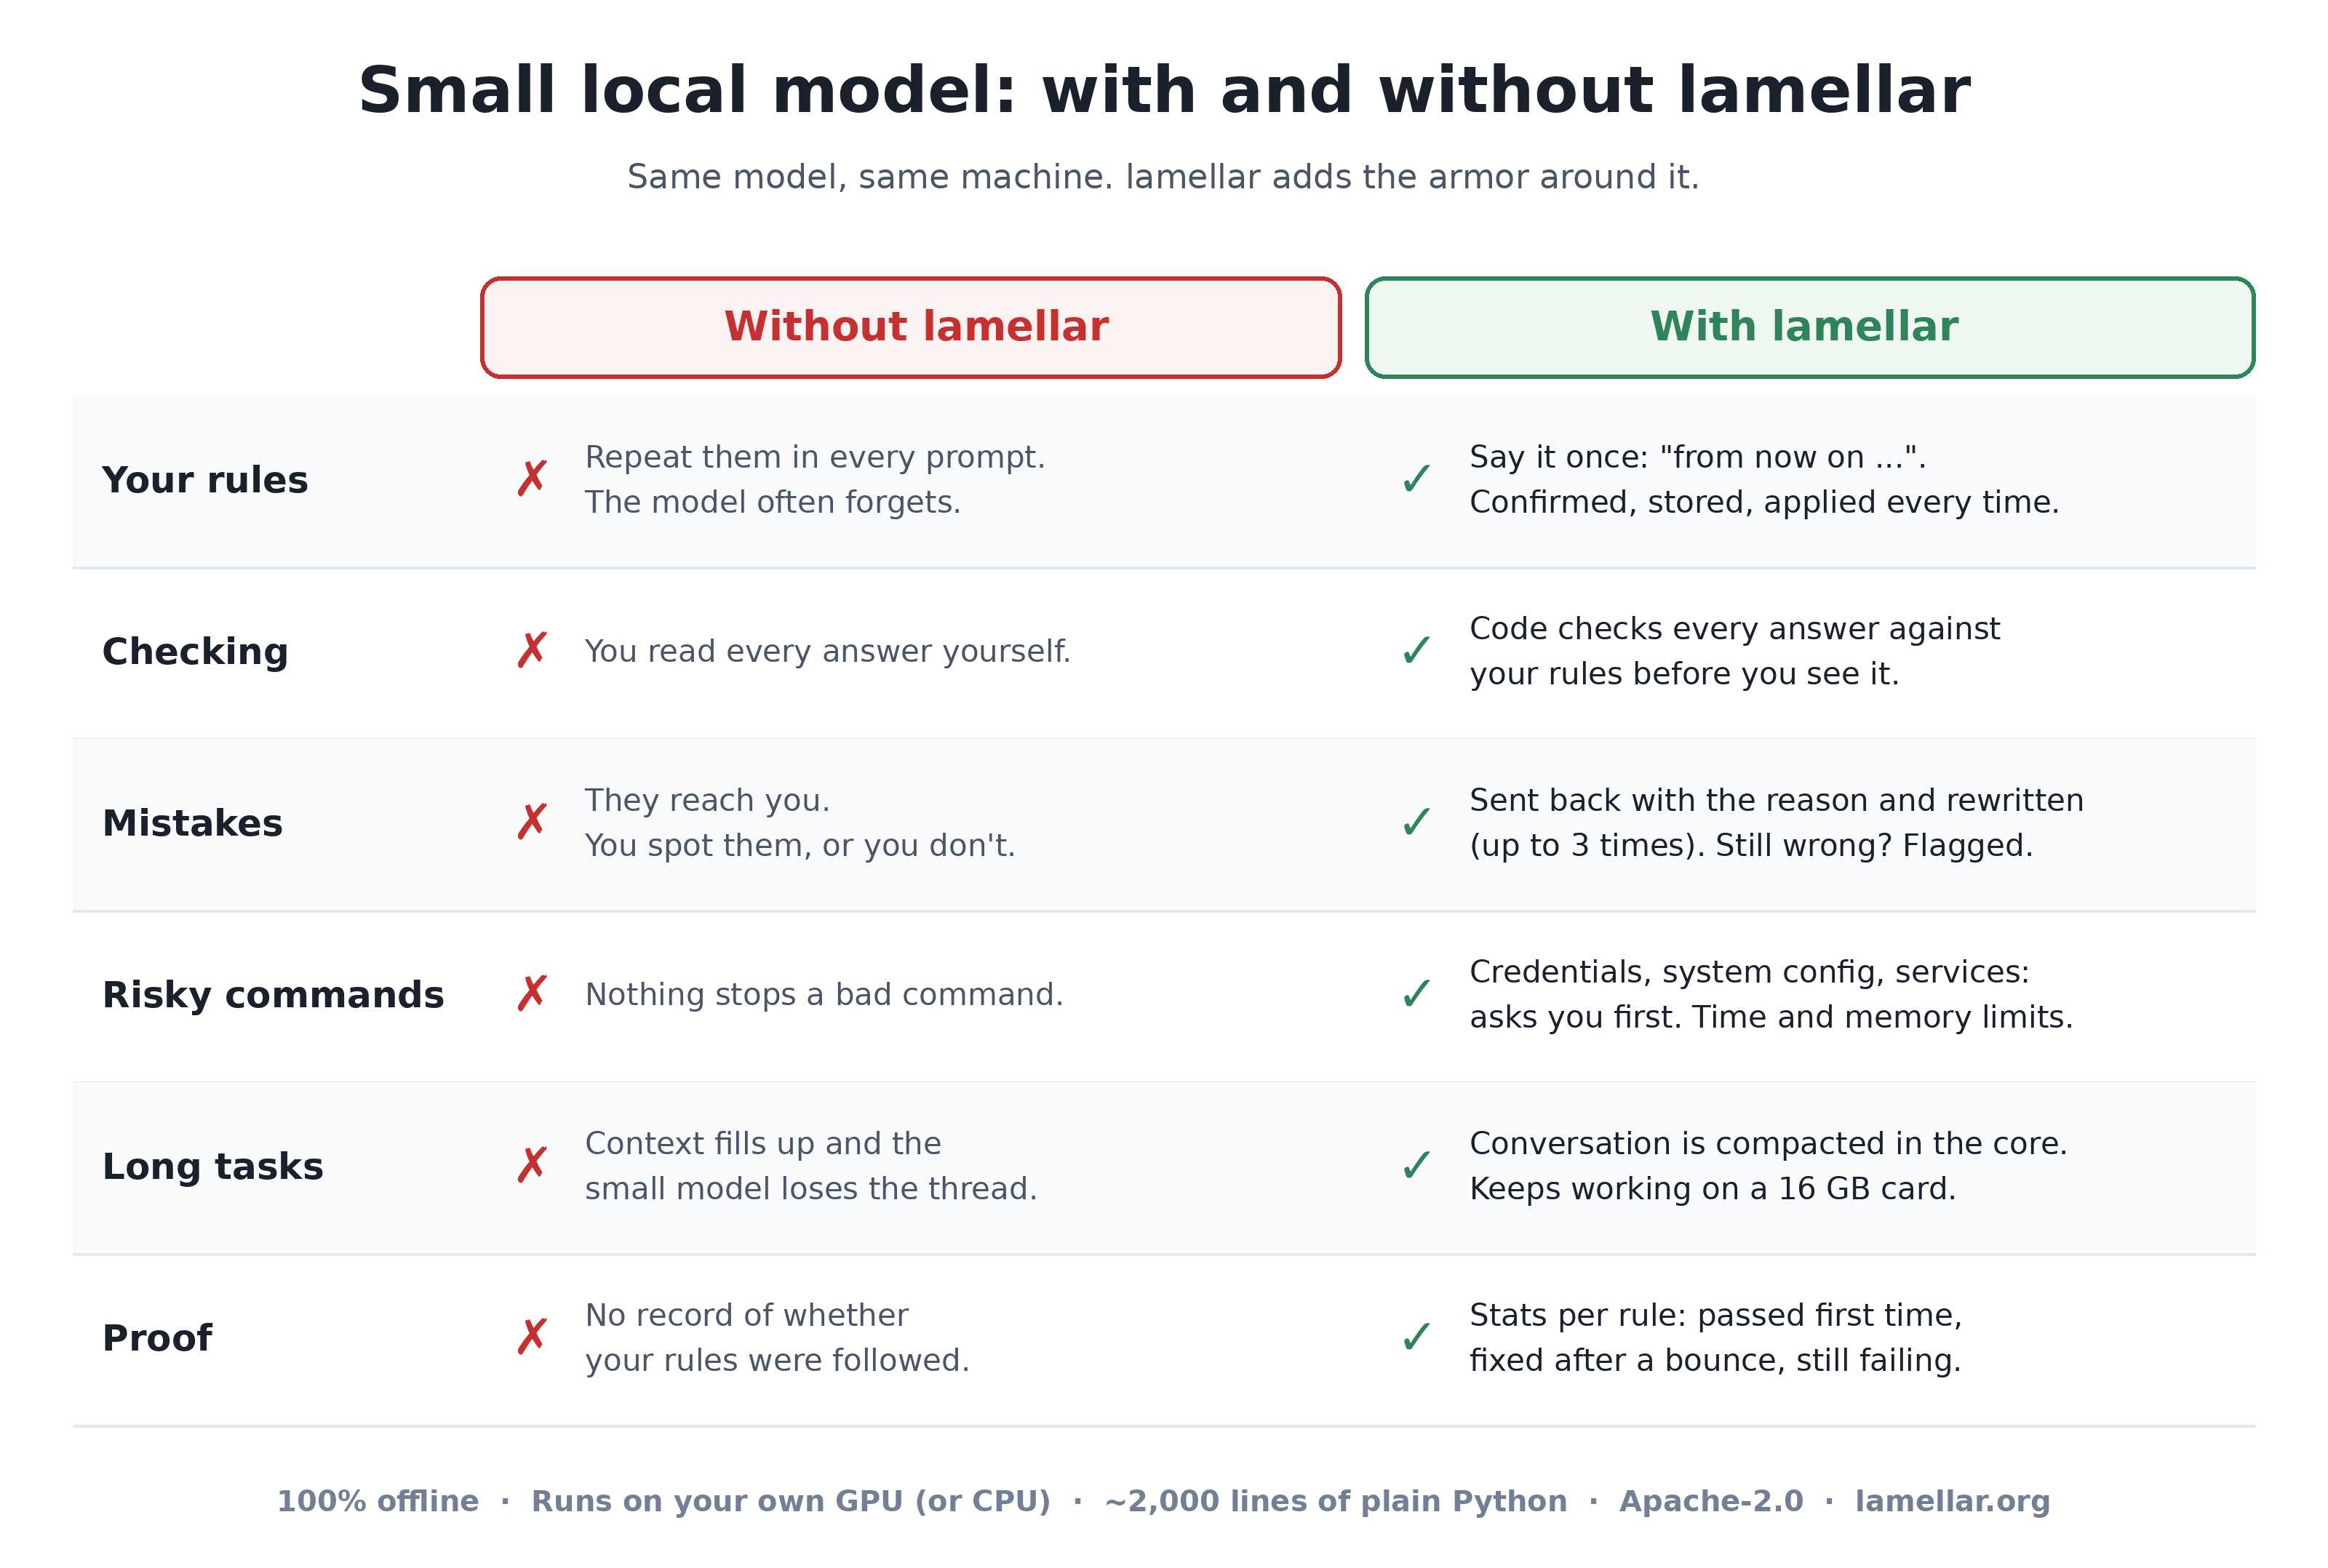 Small local model: with and without lamellar
Same model, same machine. lamellar adds the armor around it.
Without lamellar
With lamellar
Your rules
✗
Repeat them in every prompt.
The model often forgets.
✓
Say it once: "from now on ...".
Confirmed, stored, applied every time.
Checking
✗
You read every answer yourself.
✓
Code checks every answer against
your rules before you see it.
Mistakes
✗
They reach you.
You spot them, or you don't.
✓
Sent back with the reason and rewritten
(up to 3 times). Still wrong? Flagged.
Risky commands
✗
Nothing stops a bad command.
✓
Credentials, system config, services:
asks you first. Time and memory limits.
Long tasks
✗
Context fills up and the
small model loses the thread.
✓
Conversation is compacted in the core.
Keeps working on a 16 GB card.
Proof
✗
No record of whether
your rules were followed.
✓
Stats per rule: passed first time,
fixed after a bounce, still failing.
100% offline · Runs on your own GPU (or CPU) · ~2,000 lines of plain Python · Apache-2.0 · lamellar.org